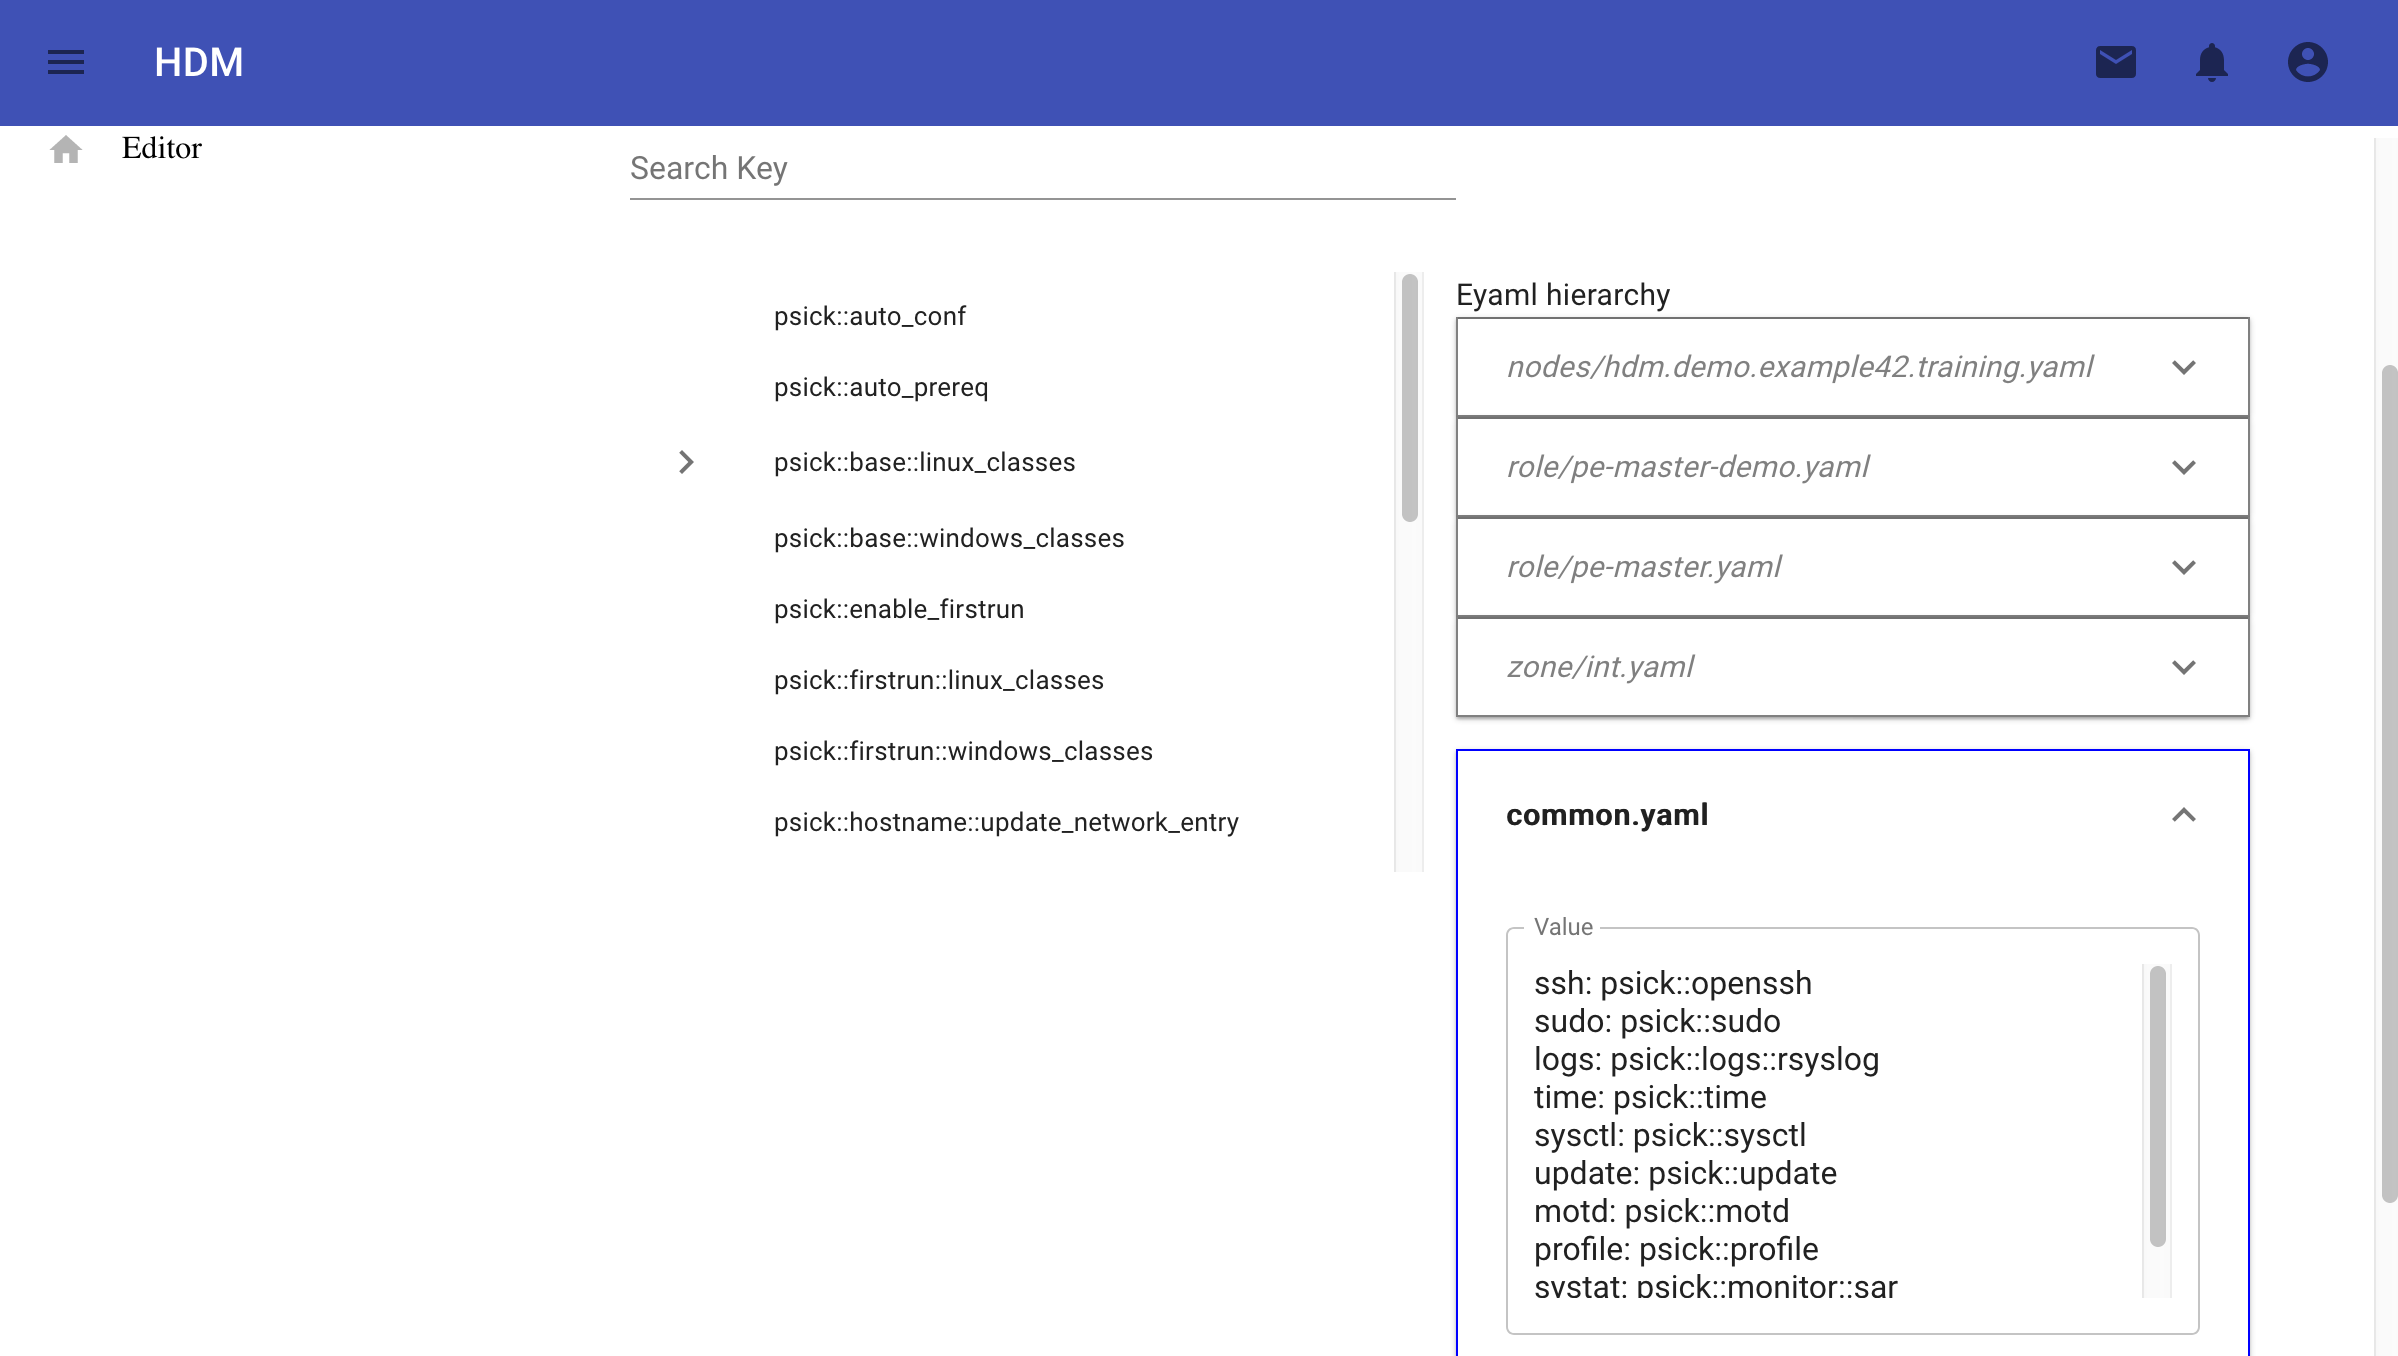 HDM
Editor
Search Key
psick::auto_conf
psick::auto_prereq
psick::base::linux_classes
psick::base::windows_classes
psick::enable_firstrun
psick::firstrun::linux_classes
psick::firstrun::windows_classes
psick::hostname::update_network_entry
Eyaml hierarchy
nodes/hdm.demo.example42.training.yaml
role/pe-master-demo.yaml
role/pe-master.yaml
zone/int.yaml
common.yaml
Value
ssh: psick::openssh
sudo: psick::sudo
logs: psick::logs::rsyslog
time: psick::time
sysctl: psick::sysctl
update: psick::update
motd: psick::motd
profile: psick::profile
systat: psick::monitor::sar